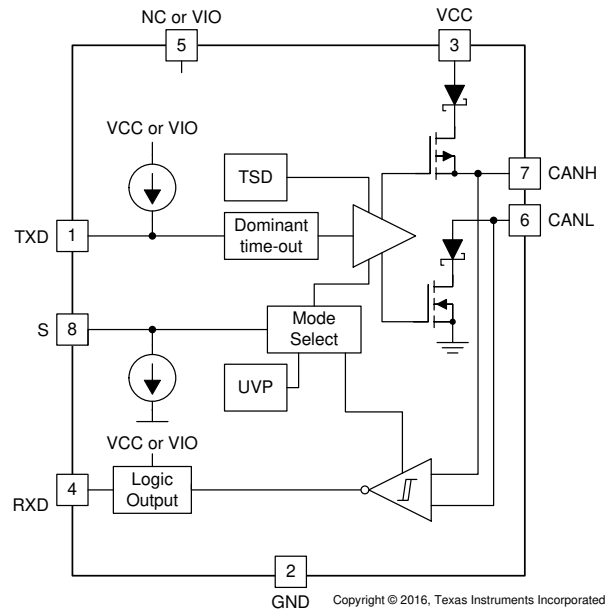 NC or VIO
VCC
5
3
VCC or VIO
TSD
7
CANH
TXD
1
Dominant
time-out
6
CANL
S
8
Mode
Select
UVP
VCC or VIO
RXD
4
Logic
Output
2
GND
Copyright © 2016, Texas Instruments Incorporated